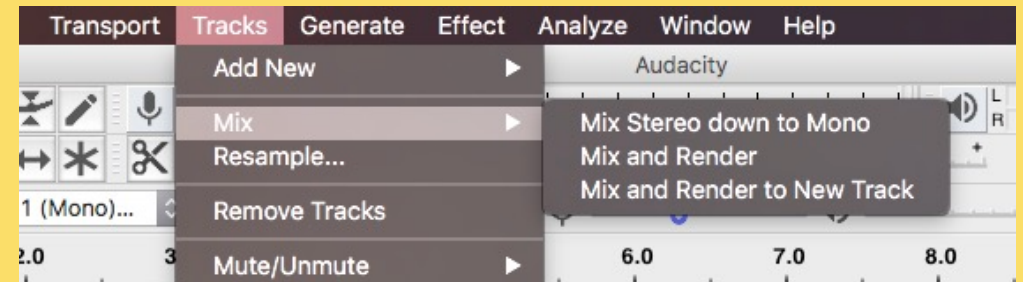 Transport Tracks Generate Effect Analyze Window Help
Add New
Audacity
Mix
Mix Stereo down to Mono
L
R
Resample...
Mix and Render
Mix and Render to New Track
1 (Mono)...
Remove Tracks
2.0 3 6.0 7.0 8.0
Mute/Unmute